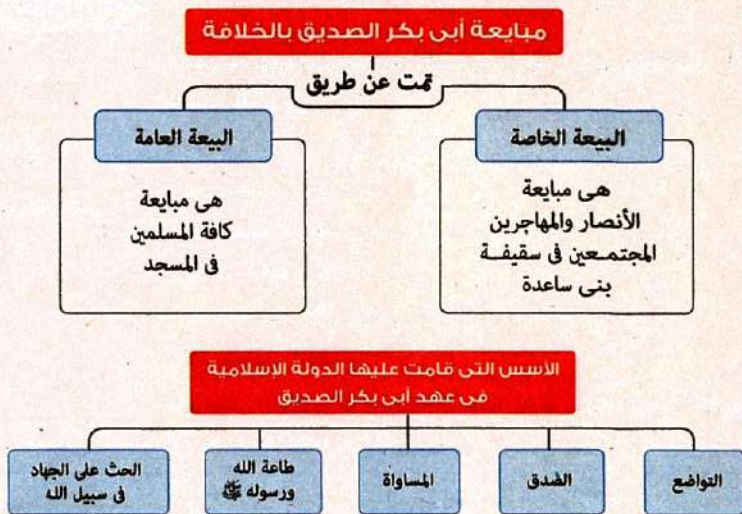 مبايعة أبى بكر الصديق بالخلافة
تمت عن طريق
البيعة الخاصة
هى مبايعة
الأنصار والمهاجرين
المجتمعين فى سقيفة
بنى ساعدة
البيعة العامة
هى مبايعة
كافة المسلمين
فى المسجد
الأسس التى قامت عليها الدولة الإسلامية
فى عهد أبى بكر الصديق
التواضع
الصدق
المساواة
طاعة الله
ورسوله ﷺ
الحث على الجهاد
فى سبيل الله